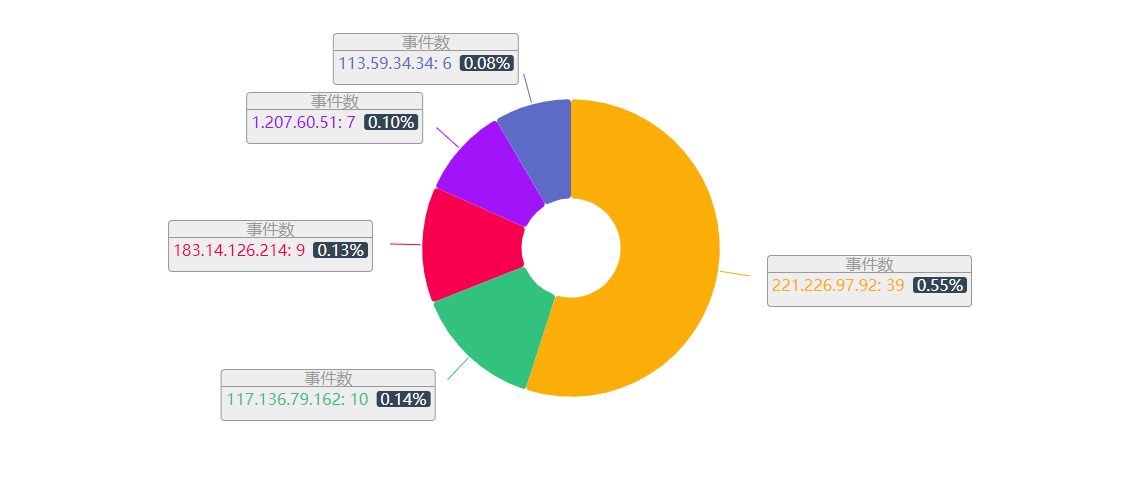 事件数
113.59.34.34: 6 0.08%
事件数
1.207.60.51: 7 0.10%
事件数
183.14.126.214: 9 0.13%
事件数
221.226.97.92: 39 0.55%
事件数
117.136.79.162: 10 0.14%